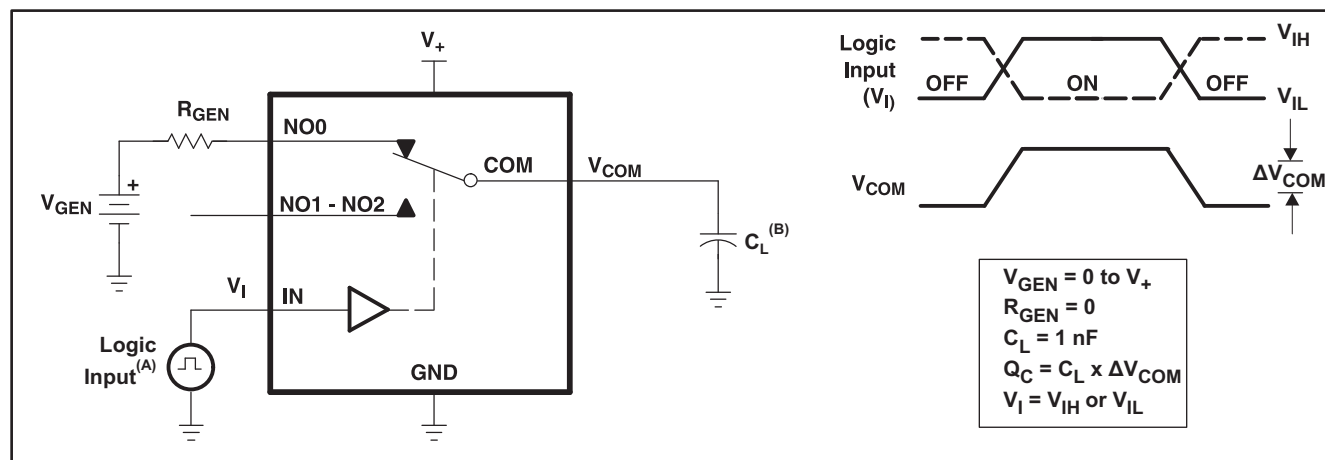 V+
RGEN
NO0
COM
VCOM
VGEN
+
NO1 - NO2
CL(B)
VI
IN
Logic
Input(A)
GND
Logic
Input
(VI)
OFF
ON
OFF
VIH
VIL
VCOM
ΔVCOM
VGEN = 0 to V+
RGEN = 0
CL = 1 nF
QC = CL x ΔVCOM
VI = VIH or VIL